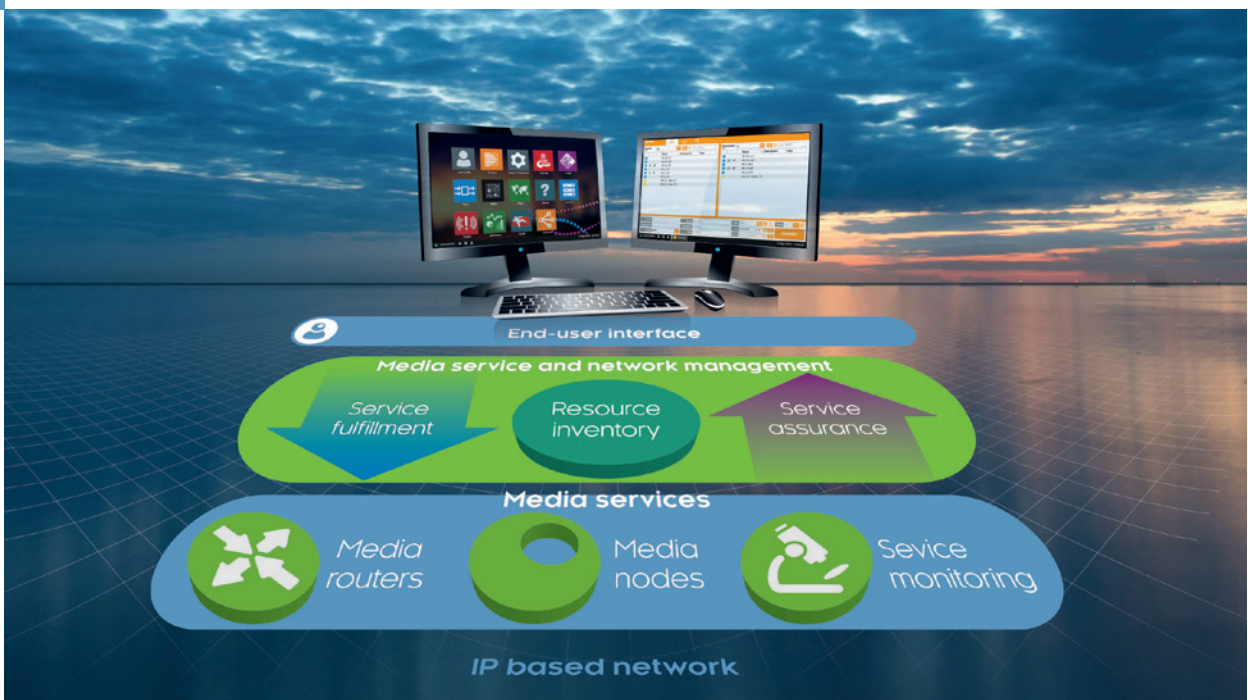 End-user interface
Media service and network management
Service
fulfillment
Resource
inventory
Service
assurance
Media services
Media
routers
Media
nodes
Sevice
monitoring
IP based network